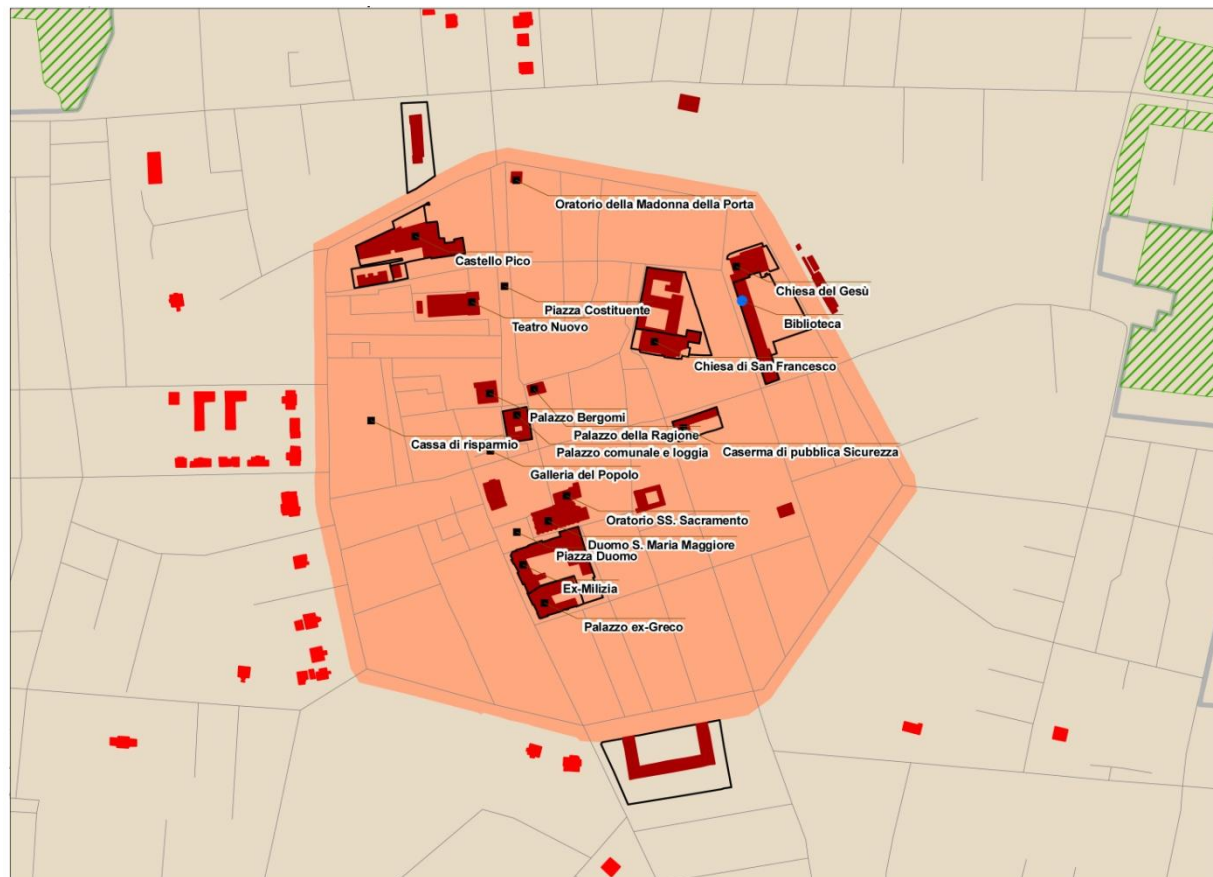 Oratorio della Madonna della Porta
Castello Pico
Chiesa del Gesù
Piazza Costituente
Biblioteca
Teatro Nuovo
Chiesa di San Francesco
Palazzo Bergomi
Palazzo della Ragione
Cassa di risparmio
Palazzo comunale e loggia
Caserma di pubblica Sicurezza
Galleria del Popolo
Oratorio SS. Sacramento
Duomo S. Maria Maggiore
Piazza Duomo
Ex-Milizia
Palazzo ex-Greco